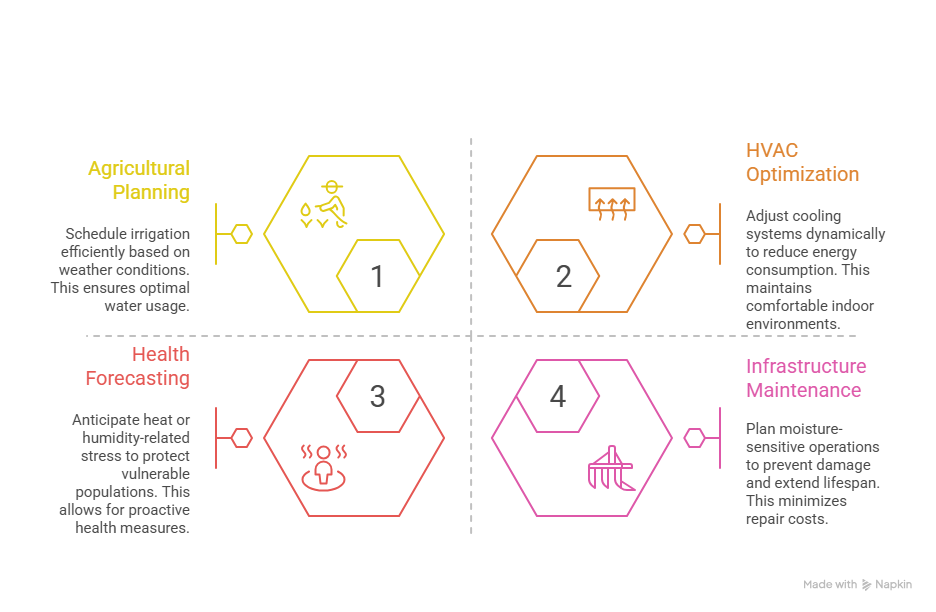 Agricultural
Planning
Schedule irrigation
efficiently based on
weather conditions.
This ensures optimal
water usage.
1
HVAC
Optimization
Adjust cooling
systems dynamically
to reduce energy
consumption. This
maintains
comfortable indoor
environments.
2
Health
Forecasting
Anticipate heat or
humidity-related
stress to protect
vulnerable
populations. This
allows for proactive
health measures.
3
Infrastructure
Maintenance
Plan moisture-
sensitive operations
to prevent damage
and extend lifespan.
This minimizes
repair costs.
4
Made with Napkin